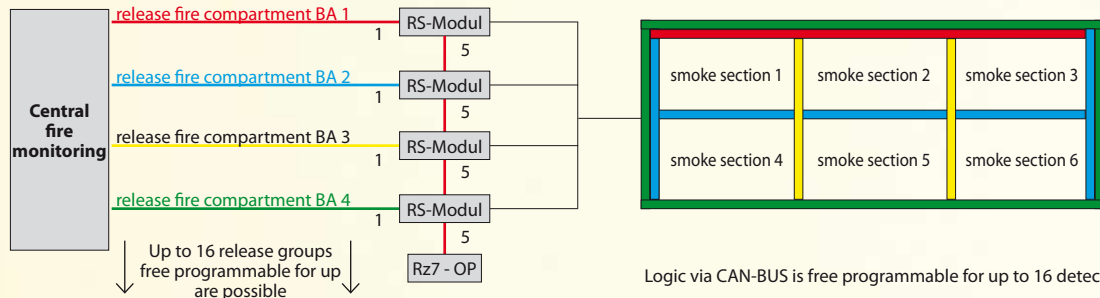 release fire compartment BA 1
1
RS-Modul
5
release fire compartment BA 2
1
RS-Modul
5
Central
fire
monitoring
release fire compartment BA 3
1
RS-Modul
5
release fire compartment BA 4
1
RS-Modul
5
Up to 16 release groups
free programmable for up
are possible
Rz7 - OP
smoke section 1
smoke section 2
smoke section 3
smoke section 4
smoke section 5
smoke section 6
Logic via CAN-BUS is free programmable for up to 16 detec